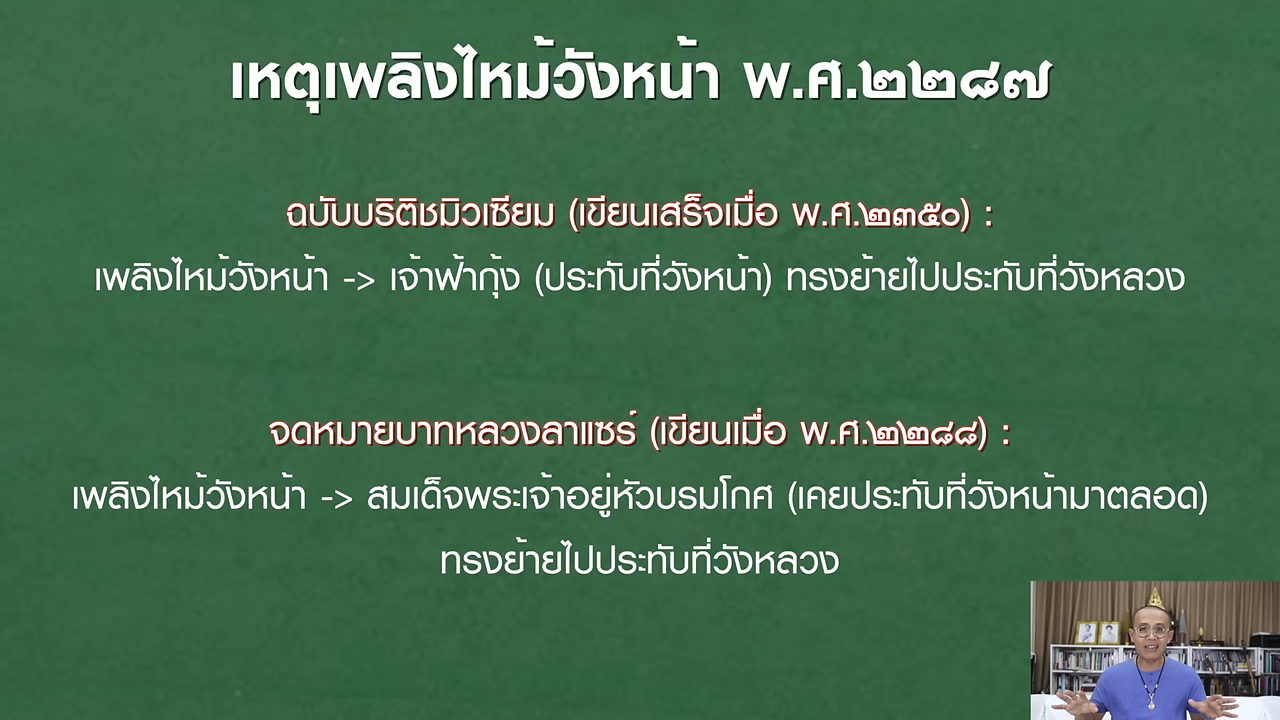 เหตุเพลิงไหม้วังหน้า พ.ศ.๒๒๘๗
ฉบับบริติชมิวเซียม (เขียนเสร็จเมื่อ พ.ศ.๒๓๕๐) :
เพลิงไหม้วังหน้า -> เจ้าฟ้ากุ้ง (ประทับที่วังหน้า) ทรงย้ายไปประทับที่วังหลวง
จดหมายบาทหลวงลาแซร์ (เขียนเมื่อ พ.ศ.๒๒๘๘) :
เพลิงไหม้วังหน้า -> สมเด็จพระเจ้าอยู่หัวบรมโกศ (เคยประทับที่วังหน้ามาตลอด)
ทรงย้ายไปประทับที่วังหลวง